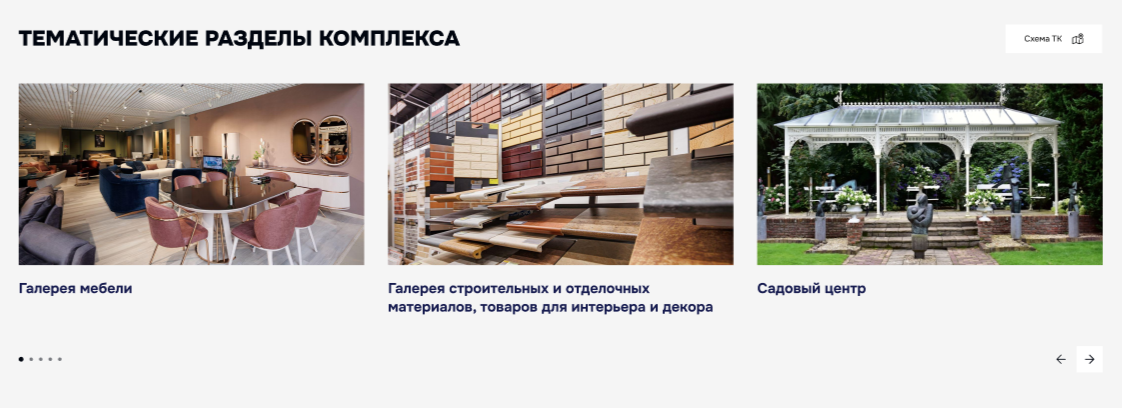 ТЕМАТИЧЕСКИЕ РАЗДЕЛЫ КОМПЛЕКСА
Схема ТК
Галерея мебели
Галерея строительных и отделочных
материалов, товаров для интерьера и декора
Садовый центр